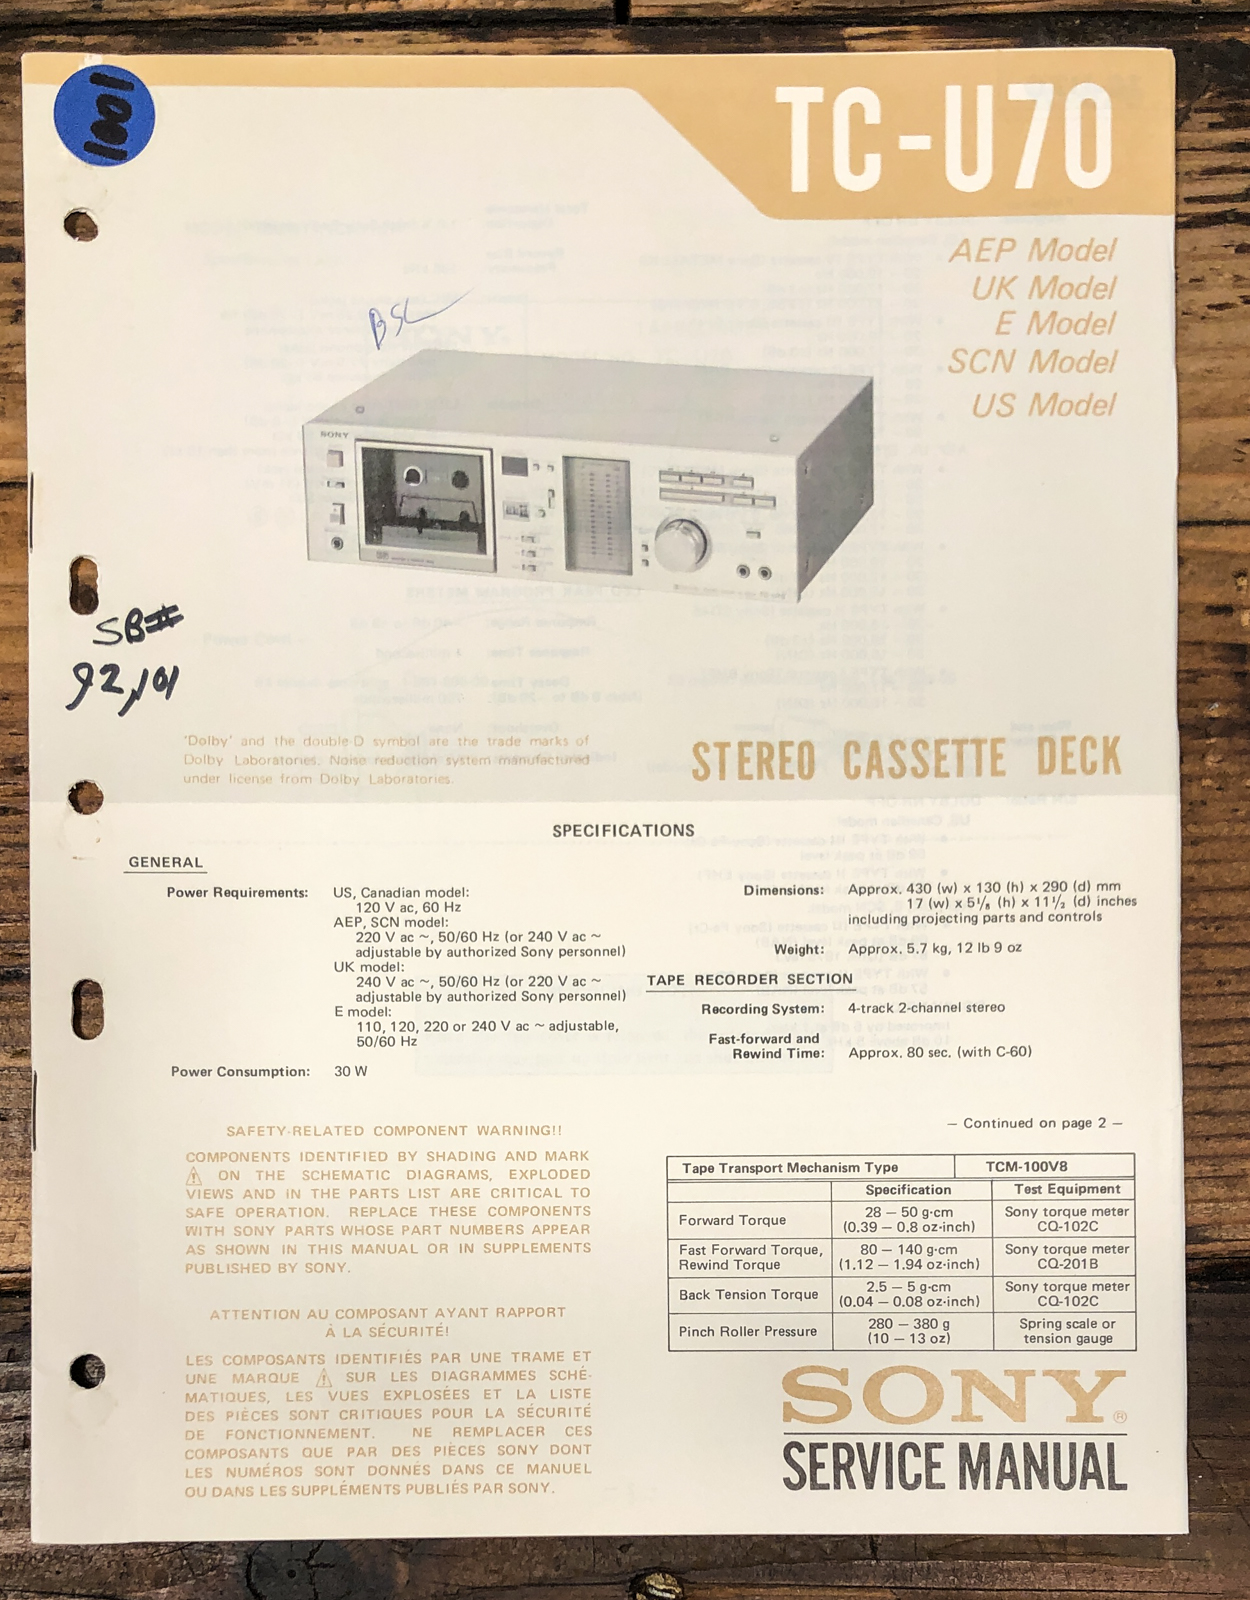 1001
TC-U70
AEP Model
UK Model
E Model
SCN Model
US Model
SONY
SB#
92,101
'Dolby' and the double-D symbol are the trade marks of
Dolby Laboratories. Noise reduction system manufactured
under license from Dolby Laboratories.
STEREO CASSETTE DECK
SPECIFICATIONS
GENERAL
Power Requirements: US, Canadian model:
120 V ac, 60 Hz
AEP, SCN model:
220 V ac ~, 50/60 Hz (or 240 V ac ~
adjustable by authorized Sony personnel)
UK model:
240 V ac ~, 50/60 Hz (or 220 V ac ~
adjustable by authorized Sony personnel)
E model:
110, 120, 220 or 240 V ac ~ adjustable,
50/60 Hz
Power Consumption: 30 W
Dimensions: Approx. 430 (w) x 130 (h) x 290 (d) mm
17 (w) x 5 1/8 (h) x 11 1/2 (d) inches
including projecting parts and controls
Weight: Approx. 5.7 kg, 12 lb 9 oz
TAPE RECORDER SECTION
Recording System: 4-track 2-channel stereo
Fast-forward and
Rewind Time: Approx. 80 sec. (with C-60)
— Continued on page 2 —
SAFETY-RELATED COMPONENT WARNING!!
COMPONENTS IDENTIFIED BY SHADING AND MARK
⚠ ON THE SCHEMATIC DIAGRAMS, EXPLODED
VIEWS AND IN THE PARTS LIST ARE CRITICAL TO
SAFE OPERATION. REPLACE THESE COMPONENTS
WITH SONY PARTS WHOSE PART NUMBERS APPEAR
AS SHOWN IN THIS MANUAL OR IN SUPPLEMENTS
PUBLISHED BY SONY.
ATTENTION AU COMPOSANT AYANT RAPPORT
À LA SÉCURITÉ!
LES COMPOSANTS IDENTIFIÉS PAR UNE TRAME ET
UNE MARQUE ⚠ SUR LES DIAGRAMMES SCHÉ-
MATIQUES, LES VUES EXPLOSÉES ET LA LISTE
DES PIÈCES SONT CRITIQUES POUR LA SÉCURITÉ
DE FONCTIONNEMENT. NE REMPLACER CES
COMPOSANTS QUE PAR DES PIÈCES SONY DONT
LES NUMÉROS SONT DONNÉS DANS CE MANUEL
OU DANS LES SUPPLÉMENTS PUBLIÉS PAR SONY.
Tape Transport Mechanism Type TCM-100V8
Specification Test Equipment
Forward Torque 28 — 50 g·cm (0.39 — 0.8 oz·inch) Sony torque meter CQ-102C
Fast Forward Torque, Rewind Torque 80 — 140 g·cm (1.12 — 1.94 oz·inch) Sony torque meter CQ-201B
Back Tension Torque 2.5 — 5 g·cm (0.04 — 0.08 oz·inch) Sony torque meter CQ-102C
Pinch Roller Pressure 280 — 380 g (10 — 13 oz) Spring scale or tension gauge
SONY®
SERVICE MANUAL